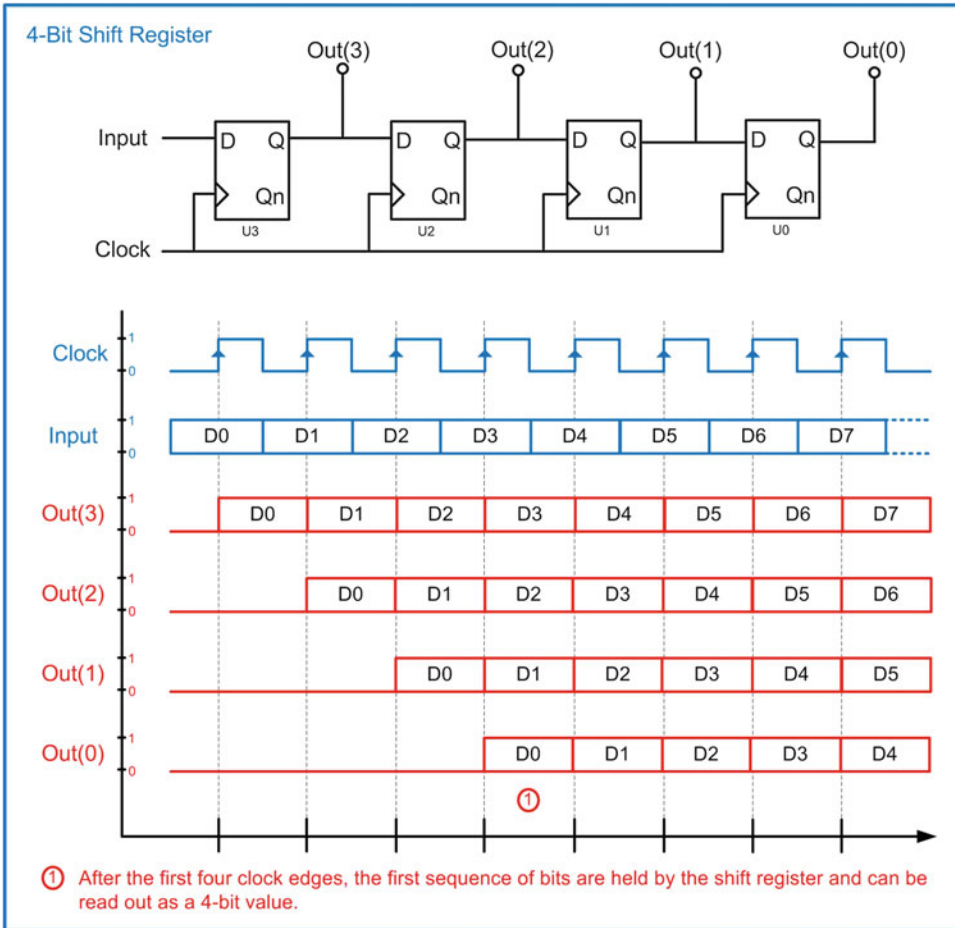 4-Bit Shift Register
Out(3) Out(2) Out(1) Out(0)
Input D Q D Q D Q D Q
Qn Qn Qn Qn
U3 U2 U1 U0
Clock
1
Clock
0
1
Input D0 D1 D2 D3 D4 D5 D6 D7
0
1
Out(3) D0 D1 D2 D3 D4 D5 D6 D7
0
1
Out(2) D0 D1 D2 D3 D4 D5 D6
0
1
Out(1) D0 D1 D2 D3 D4 D5
0
1
Out(0) D0 D1 D2 D3 D4
0
1
1 After the first four clock edges, the first sequence of bits are held by the shift register and can be
read out as a 4-bit value.